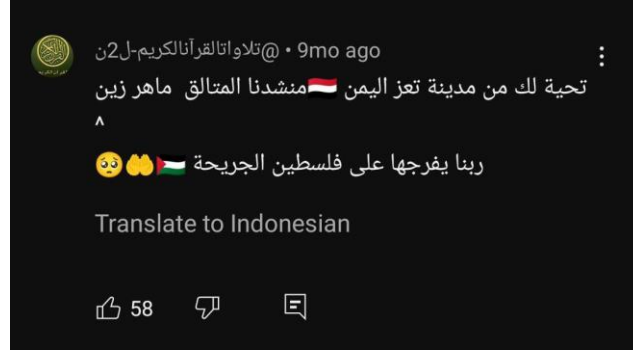 @تلاواتالقرآنالكريم-ل2ن • 9mo ago
تحية لك من مدينة تعز اليمن 🇾🇪منشدنا المتالق ماهر زين
^
ربنا يفرجها على فلسطين الجريحة 🇵🇸🤲🥺
Translate to Indonesian
58